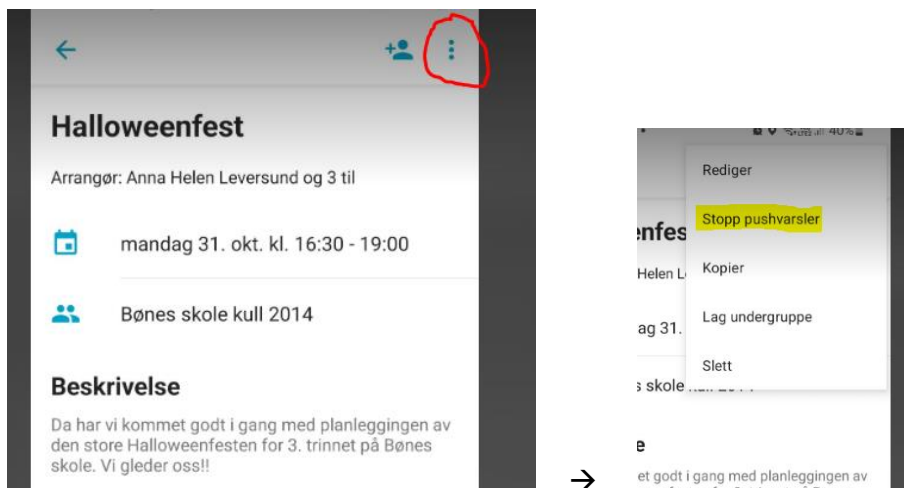 Halloweenfest
Arrangør: Anna Helen Leversund og 3 til
mandag 31. okt. kl. 16:30 - 19:00
Bønes skole kull 2014
Beskrivelse
Da har vi kommet godt i gang med planleggingen av
den store Halloweenfesten for 3. trinnet på Bønes
skole. Vi gleder oss!!
→
40%
Rediger
Stopp pushvarsler
enfes
Kopier
Helen L
Lag undergruppe
ag 31.
Slett
s skole
e
et godt i gang med planleggingen av